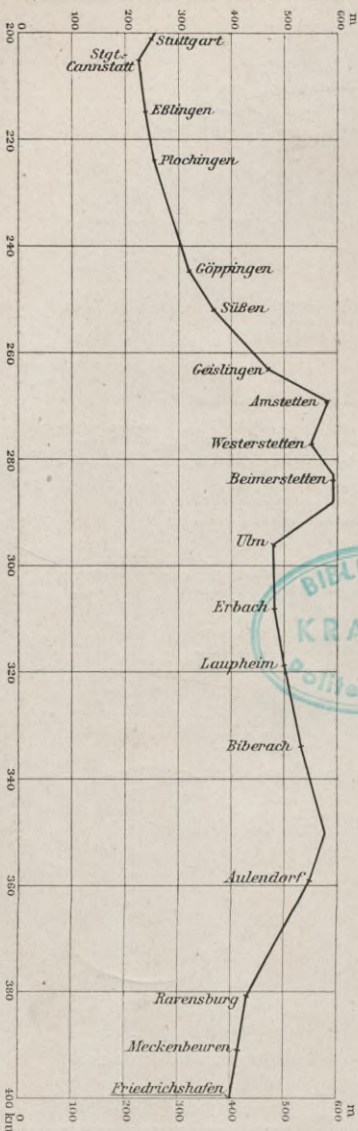 0 100 200 300 400 500 600 m
200
220
240
260
280
300
320
340
360
380
400 km
Stuttgart
Stgt.-
Cannstatt
Eßlingen
Plochingen
Göppingen
Süßen
Geislingen
Amstetten
Westerstetten
Beimerstetten
Ulm
Erbach
Laupheim
Biberach
Aulendorf
Ravensburg
Meckenbeuren
Friedrichshafen
0 100 200 300 400 500 600 m
KRA
Polite